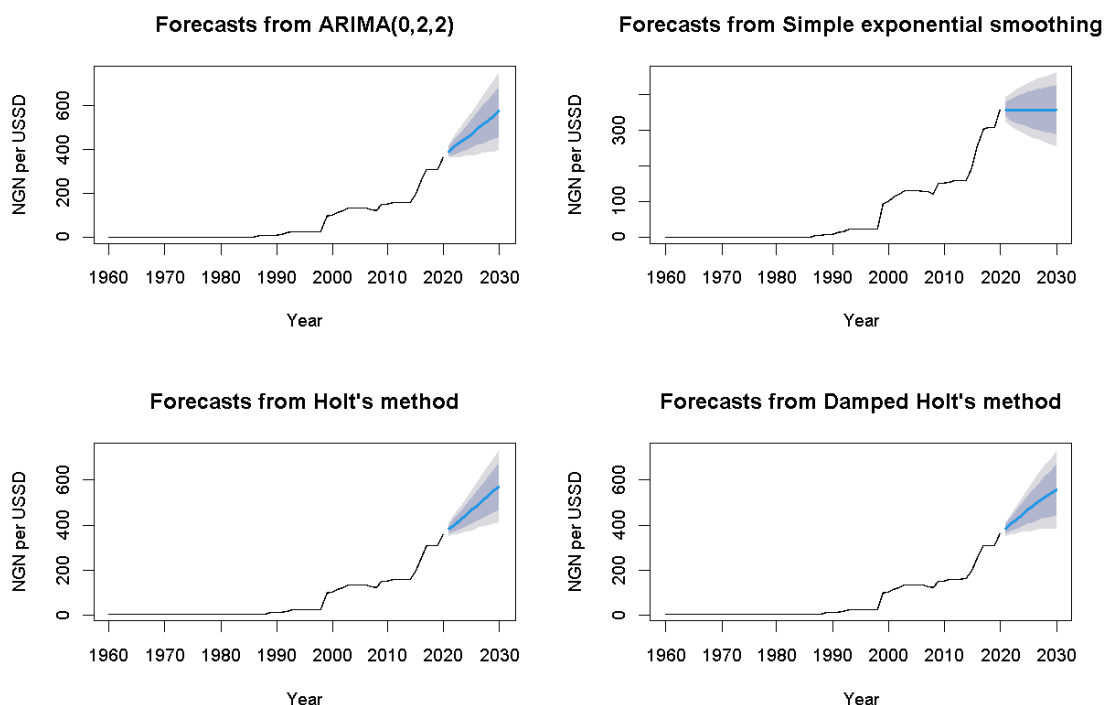 Forecasts from ARIMA(0,2,2)
NGN per USSD
600
400
200
0
1960 1970 1980 1990 2000 2010 2020 2030
Year
Forecasts from Simple exponential smoothing
NGN per USSD
300
100
0
1960 1970 1980 1990 2000 2010 2020 2030
Year
Forecasts from Holt's method
NGN per USSD
600
400
200
0
1960 1970 1980 1990 2000 2010 2020 2030
Year
Forecasts from Damped Holt's method
NGN per USSD
600
400
200
0
1960 1970 1980 1990 2000 2010 2020 2030
Year